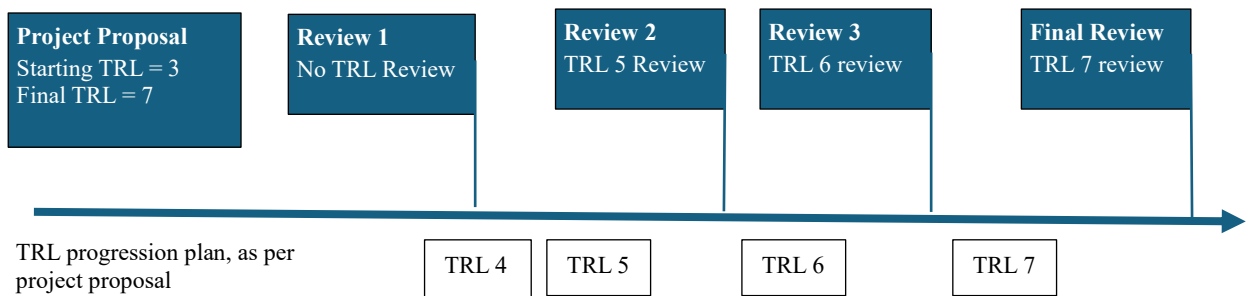 Project Proposal
Starting TRL = 3
Final TRL = 7
Review 1
No TRL Review
Review 2
TRL 5 Review
Review 3
TRL 6 review
Final Review
TRL 7 review
TRL progression plan, as per
project proposal
TRL 4
TRL 5
TRL 6
TRL 7